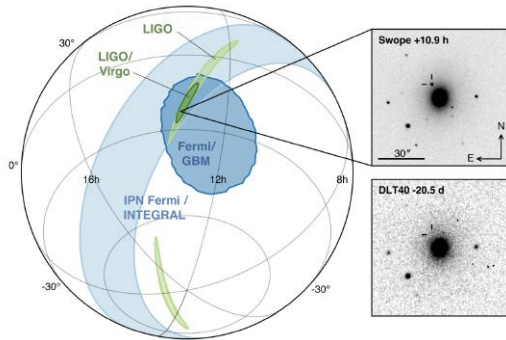 LIGO
30°
LIGO/
Virgo
Swope +10.9 h
N
E
30"
Fermi/
GBM
0°
16h
12h
8h
IPN Fermi /
INTEGRAL
DLT40 -20.5 d
-30°
-30°